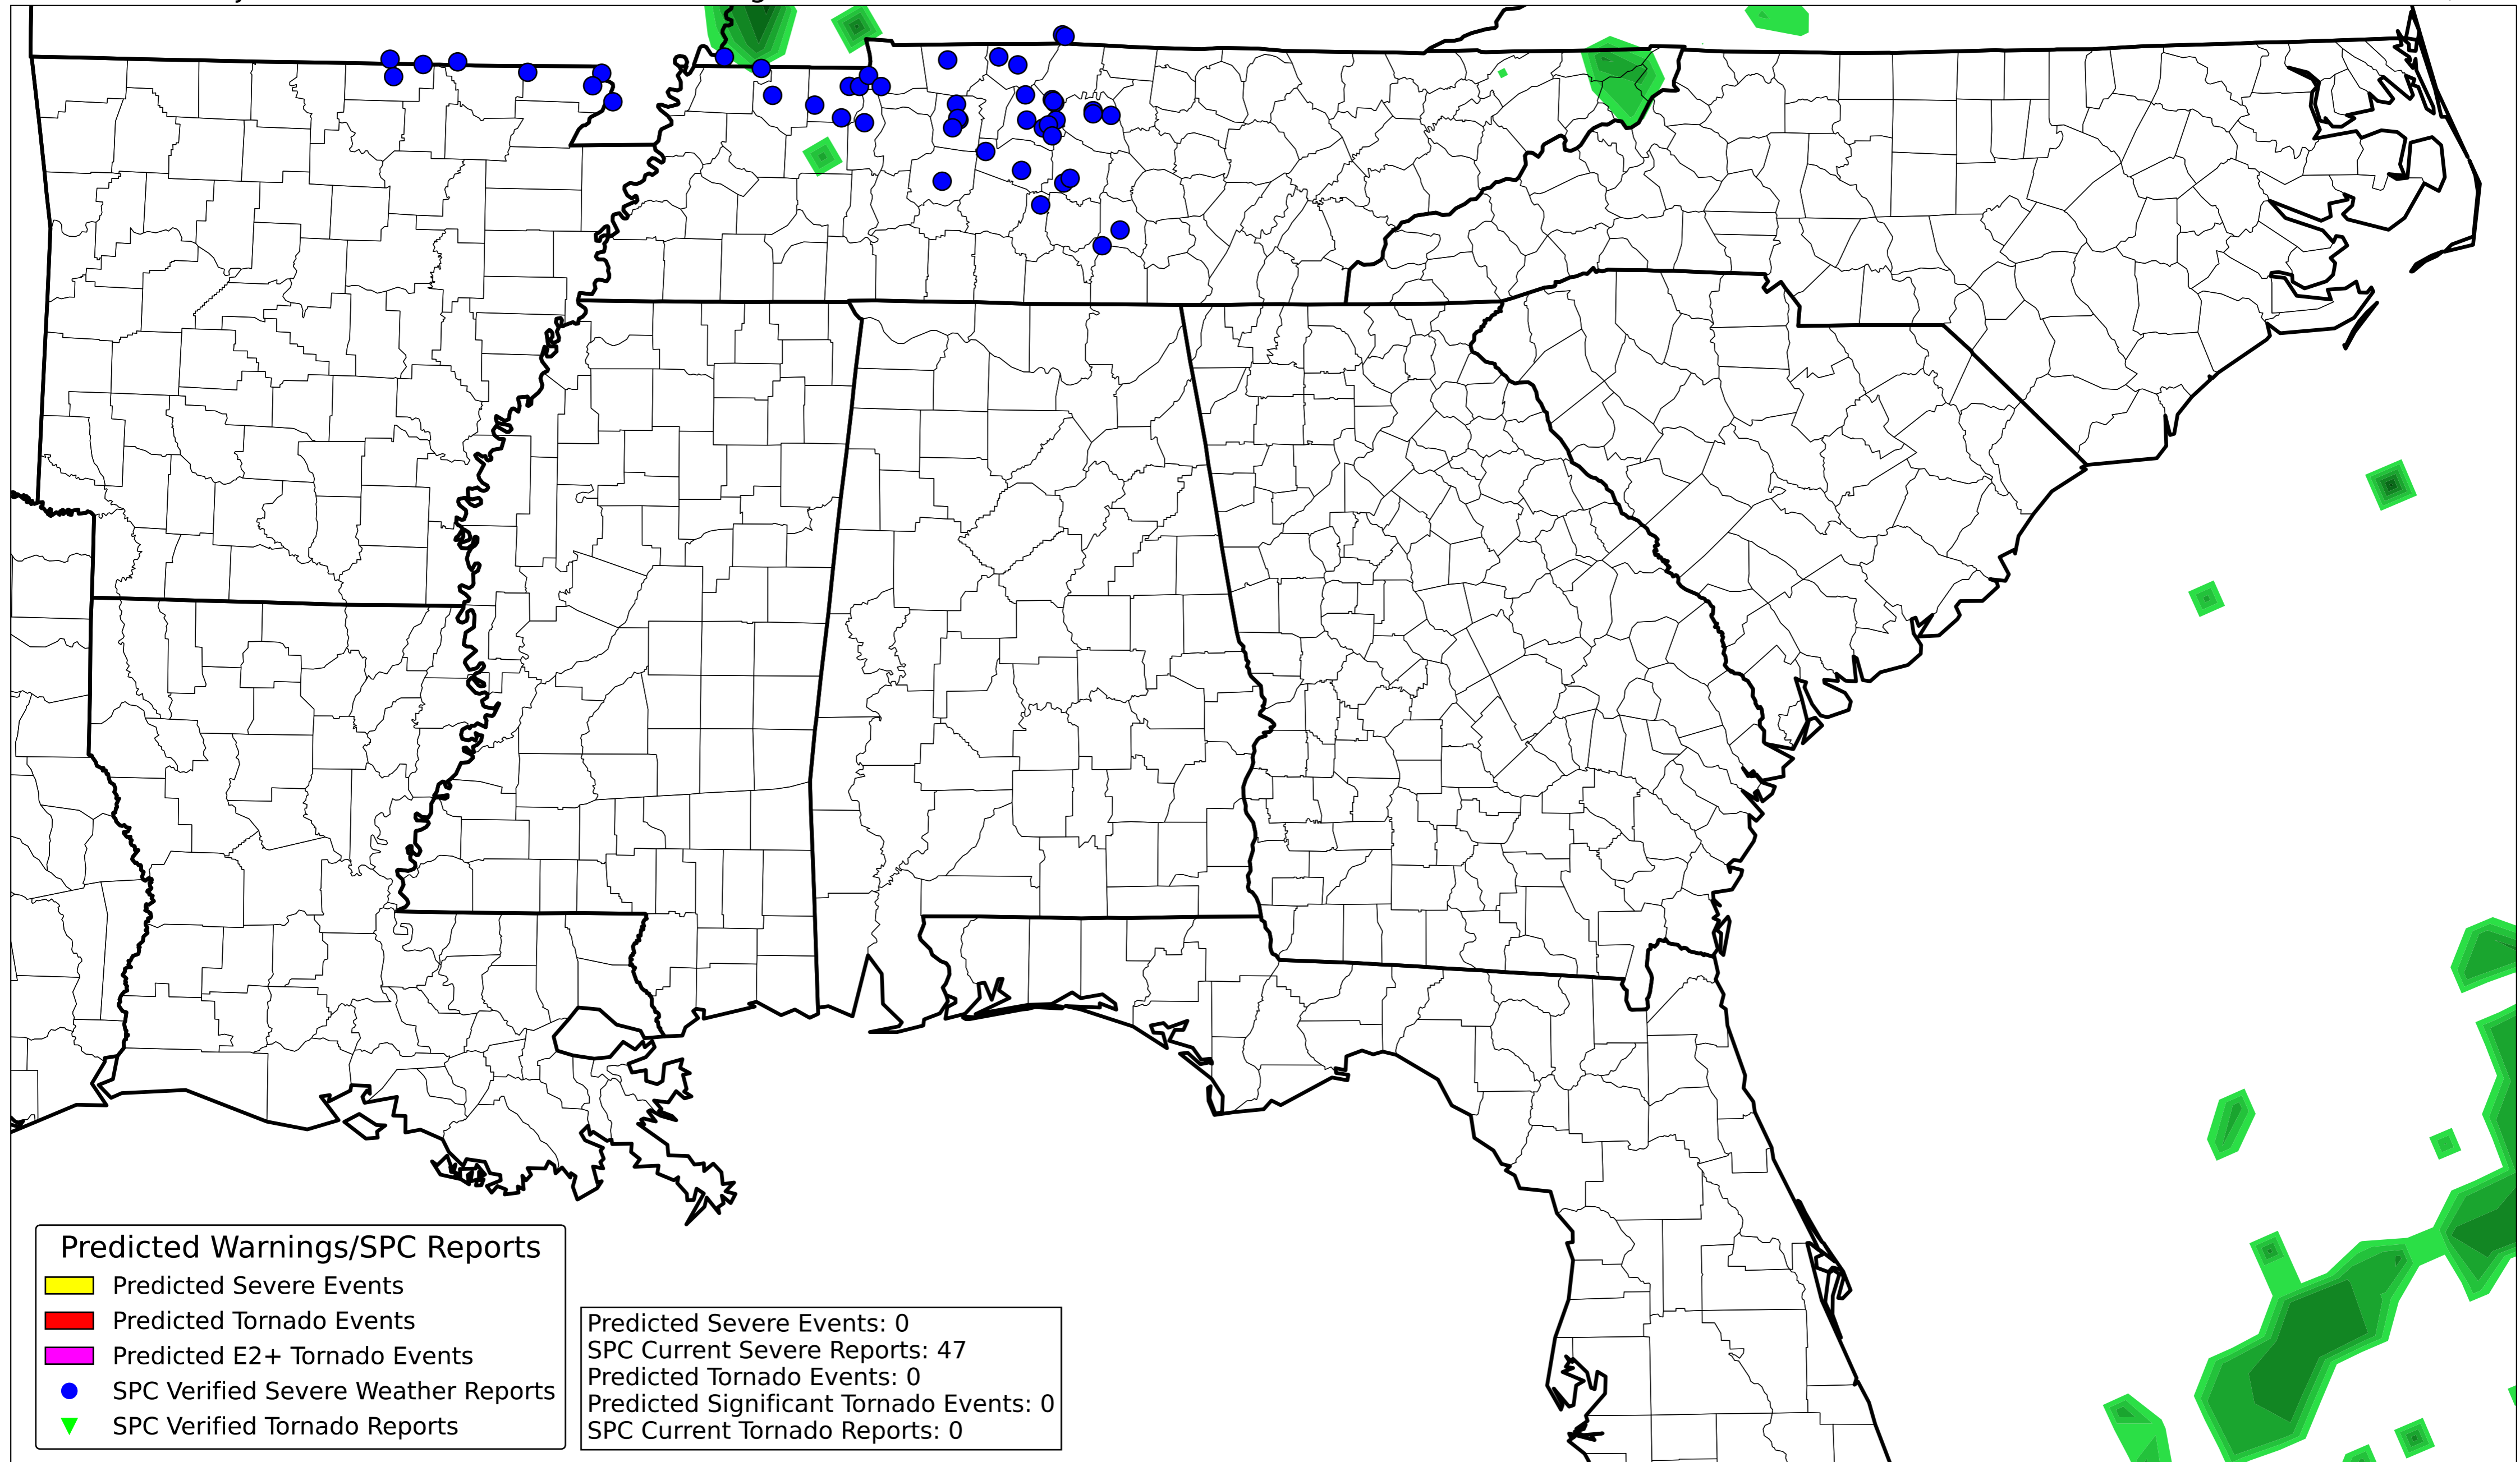 Predicted Warnings/SPC Reports
Predicted Severe Events
Predicted Tornado Events
Predicted E2+ Tornado Events
SPC Verified Severe Weather Reports
SPC Verified Tornado Reports
Predicted Severe Events: 0
SPC Current Severe Reports: 47
Predicted Tornado Events: 0
Predicted Significant Tornado Events: 0
SPC Current Tornado Reports: 0